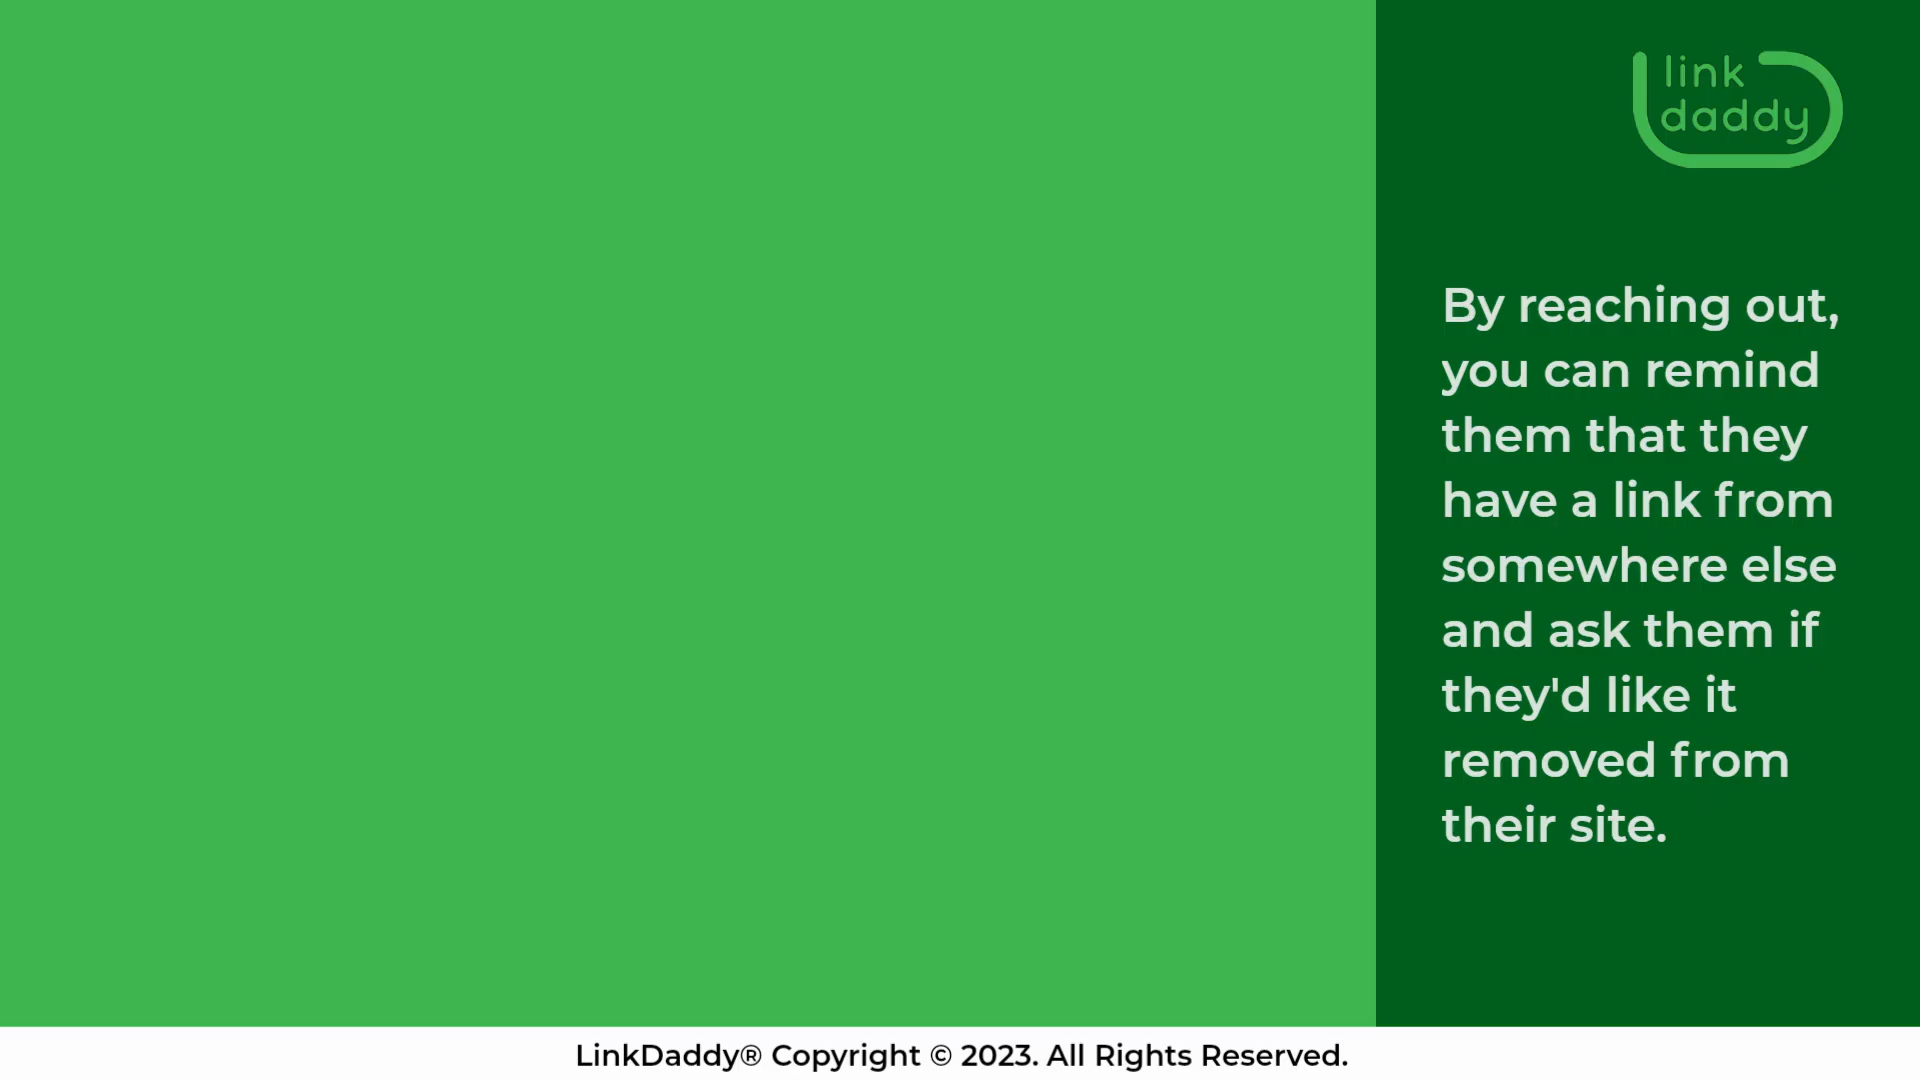 link
daddy
By reaching out,
you can remind
them that they
have a link from
somewhere else
and ask them if
they'd like it
removed from
their site.
LinkDaddy® Copyright © 2023. All Rights Reserved.